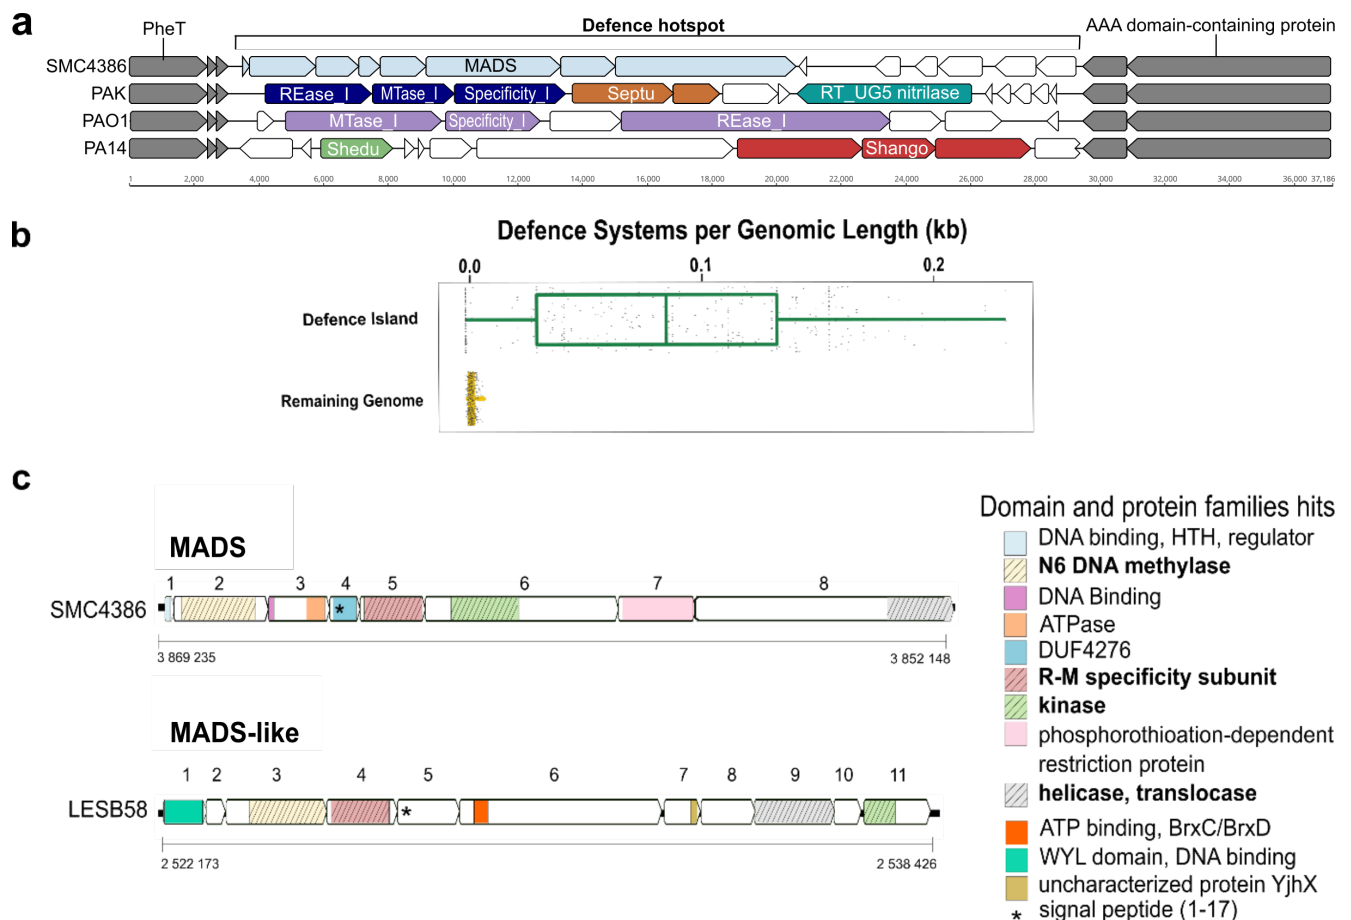 a
Defence hotspot
PheT
AAA domain-containing protein
SMC4386
MADS
PAK
REase_I
MTase_I
Specificity_I
Septu
RT_UG5 nitrilase
PAO1
MTase_I
Specificity_I
REase_I
PA14
Shedu
Shango
1 2,000 4,000 6,000 8,000 10,000 12,000 14,000 16,000 18,000 20,000 22,000 24,000 26,000 28,000 30,000 32,000 34,000 36,000 37,186
b
Defence Systems per Genomic Length (kb)
0.0 0.1 0.2
Defence Island
Remaining Genome
c
MADS
1 2 3 4 5 6 7 8
SMC4386
*
3 869 235
3 852 148
MADS-like
1 2 3 4 5 6 7 8 9 10 11
LESB58
*
2 522 173
2 538 426
Domain and protein families hits
DNA binding, HTH, regulator
N6 DNA methylase
DNA Binding
ATPase
DUF4276
R-M specificity subunit
kinase
phosphorothioation-dependent
restriction protein
helicase, translocase
ATP binding, BrxC/BrxD
WYL domain, DNA binding
uncharacterized protein YjhX
* signal peptide (1-17)